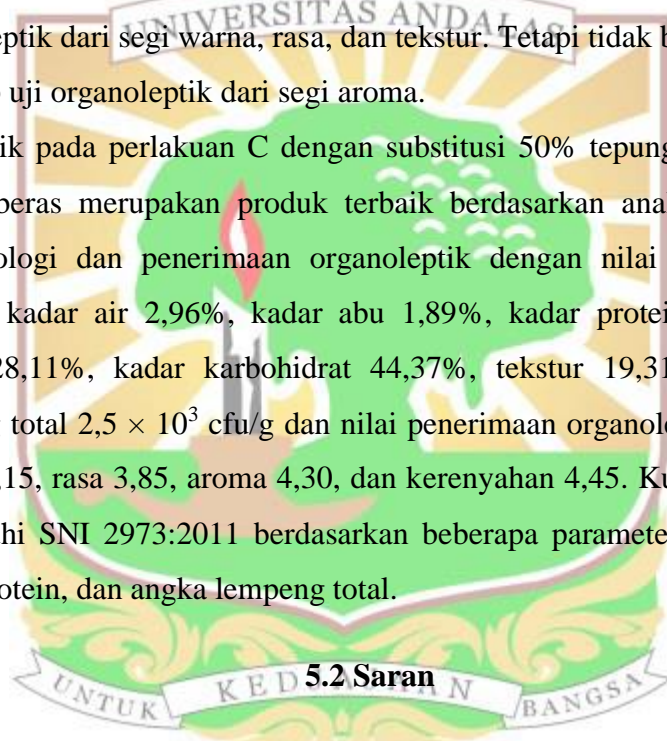 UNIVERSITAS ANDALAS
eptik dari segi warna, rasa, dan tekstur. Tetapi tidak b
uji organoleptik dari segi aroma.
ik pada perlakuan C dengan substitusi 50% tepung
beras merupakan produk terbaik berdasarkan ana
ologi dan penerimaan organoleptik dengan nilai
kadar air 2,96%, kadar abu 1,89%, kadar protei
28,11%, kadar karbohidrat 44,37%, tekstur 19,31
total 2,5 × 10³ cfu/g dan nilai penerimaan organole
,15, rasa 3,85, aroma 4,30, dan kerenyahan 4,45. Ku
hi SNI 2973:2011 berdasarkan beberapa paramete
otein, dan angka lempeng total.
5.2 Saran
UNTUK KEDJAJAAN BANGSA